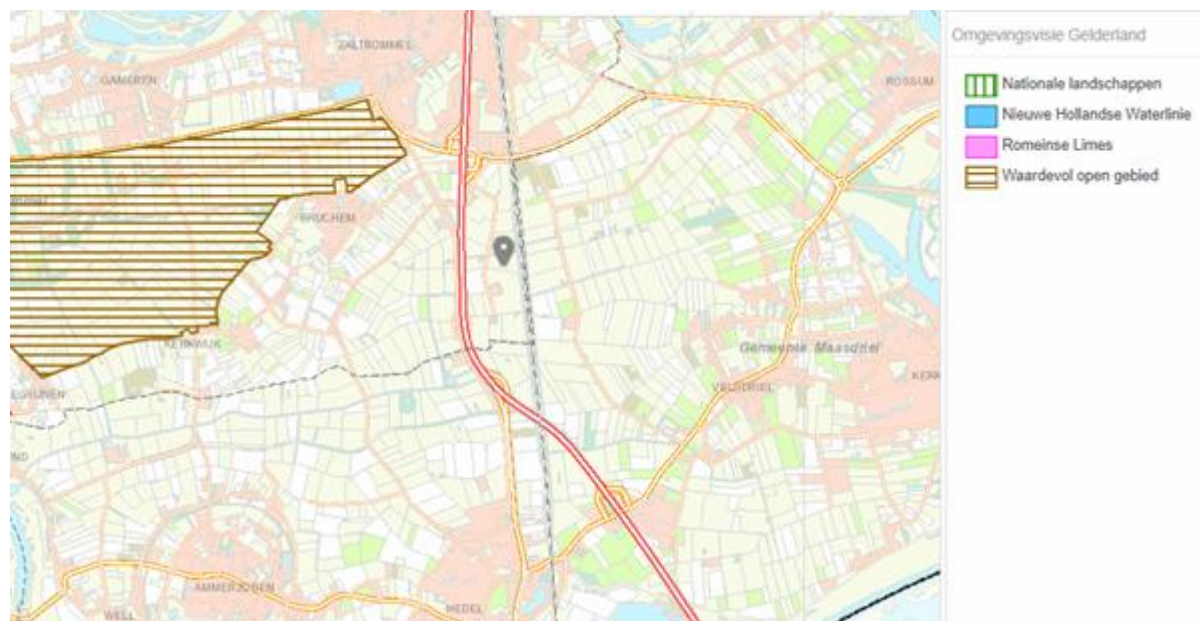 Omgevingsvisie Gelderland
Nationale landschappen
Nieuwe Hollandse Waterlinie
Romeinse Limes
Waardevol open gebied
ZALTBOMMEL
GAMEREN
ROSSUM
BRUCHEM
KERKWIJK
Gemeente Maasdriel
VELDDRIEL
KERK
AMMERZODEN
WELL
HEDEL